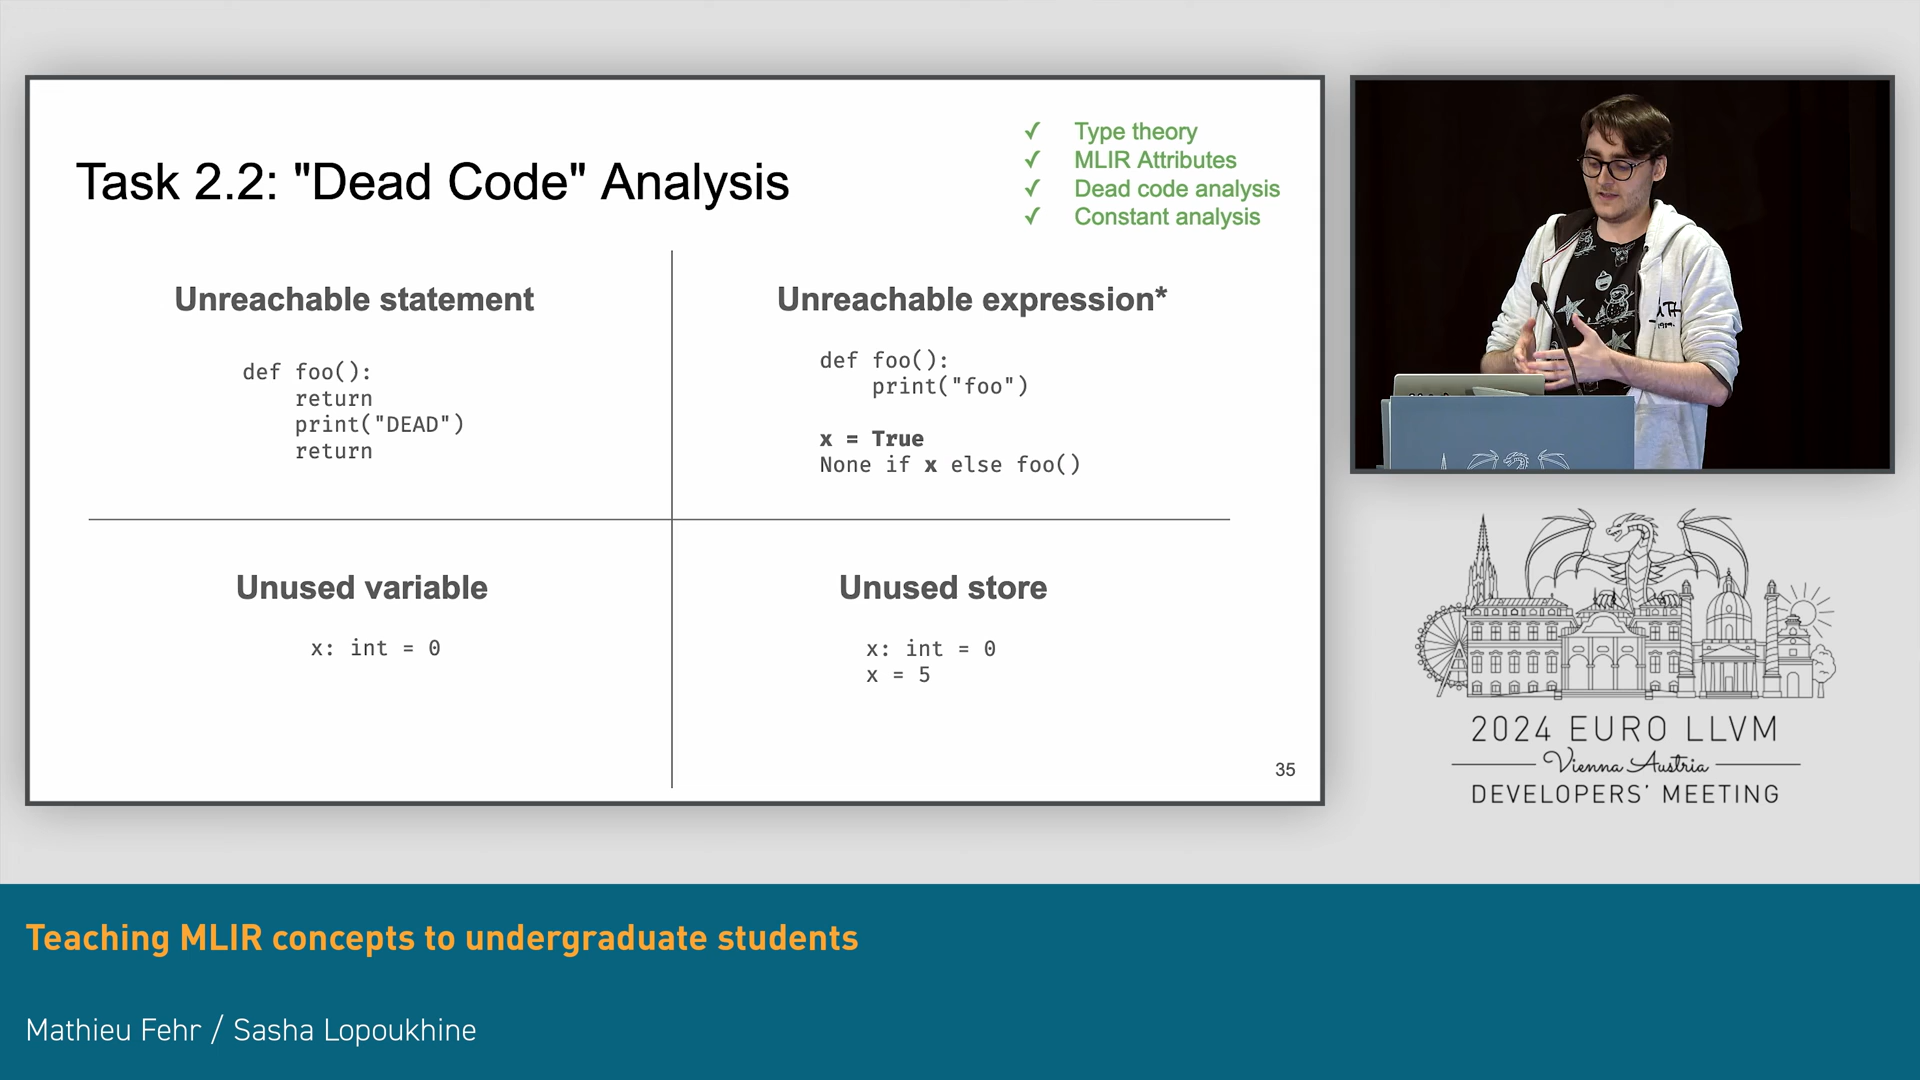 Task 2.2: "Dead Code" Analysis
✓ Type theory
✓ MLIR Attributes
✓ Dead code analysis
✓ Constant analysis
Unreachable statement
def foo():
    return
    print("DEAD")
    return
Unreachable expression*
def foo():
    print("foo")
x = True
None if x else foo()
Unused variable
x: int = 0
Unused store
x: int = 0
x = 5
35
2024 EURO LLVM
Vienna Austria
DEVELOPERS' MEETING
Teaching MLIR concepts to undergraduate students
Mathieu Fehr / Sasha Lopoukhine